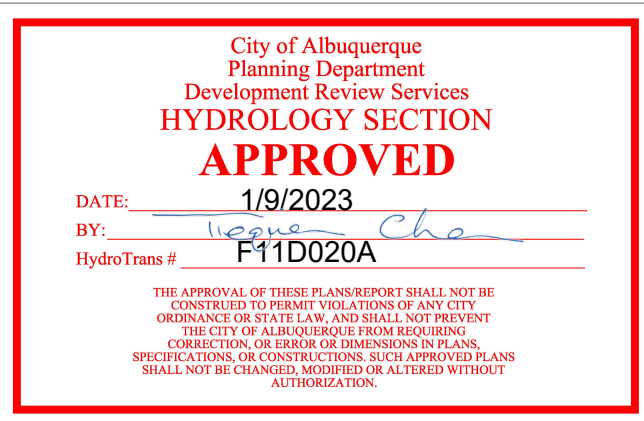 City of Albuquerque
Planning Department
Development Review Services
HYDROLOGY SECTION
APPROVED
DATE: 1/9/2023
BY:
HydroTrans # F11D020A
THE APPROVAL OF THESE PLANS/REPORT SHALL NOT BE
CONSTRUED TO PERMIT VIOLATIONS OF ANY CITY
ORDINANCE OR STATE LAW, AND SHALL NOT PREVENT
THE CITY OF ALBUQUERQUE FROM REQUIRING
CORRECTION, OR ERROR OR DIMENSIONS IN PLANS,
SPECIFICATIONS, OR CONSTRUCTIONS. SUCH APPROVED PLANS
SHALL NOT BE CHANGED, MODIFIED OR ALTERED WITHOUT
AUTHORIZATION.